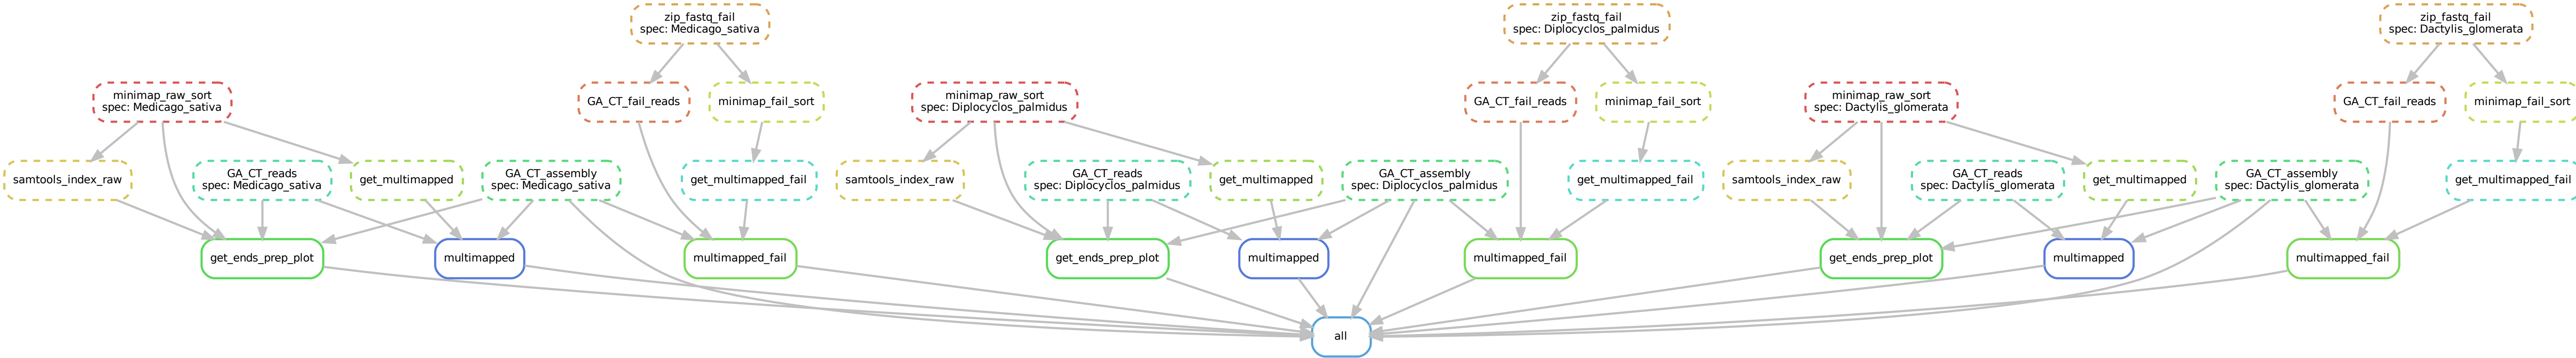 zip_fastq_fail
spec: Medicago_sativa
zip_fastq_fail
spec: Diplocyclos_palmidus
zip_fastq_fail
spec: Dactylis_glomerata
minimap_raw_sort
spec: Medicago_sativa
GA_CT_fail_reads
minimap_fail_sort
minimap_raw_sort
spec: Diplocyclos_palmidus
GA_CT_fail_reads
minimap_fail_sort
minimap_raw_sort
spec: Dactylis_glomerata
GA_CT_fail_reads
minimap_fail_sort
samtools_index_raw
GA_CT_reads
spec: Medicago_sativa
get_multimapped
GA_CT_assembly
spec: Medicago_sativa
get_multimapped_fail
samtools_index_raw
GA_CT_reads
spec: Diplocyclos_palmidus
get_multimapped
GA_CT_assembly
spec: Diplocyclos_palmidus
get_multimapped_fail
samtools_index_raw
GA_CT_reads
spec: Dactylis_glomerata
get_multimapped
GA_CT_assembly
spec: Dactylis_glomerata
get_multimapped_fail
get_ends_prep_plot
multimapped
multimapped_fail
get_ends_prep_plot
multimapped
multimapped_fail
get_ends_prep_plot
multimapped
multimapped_fail
all